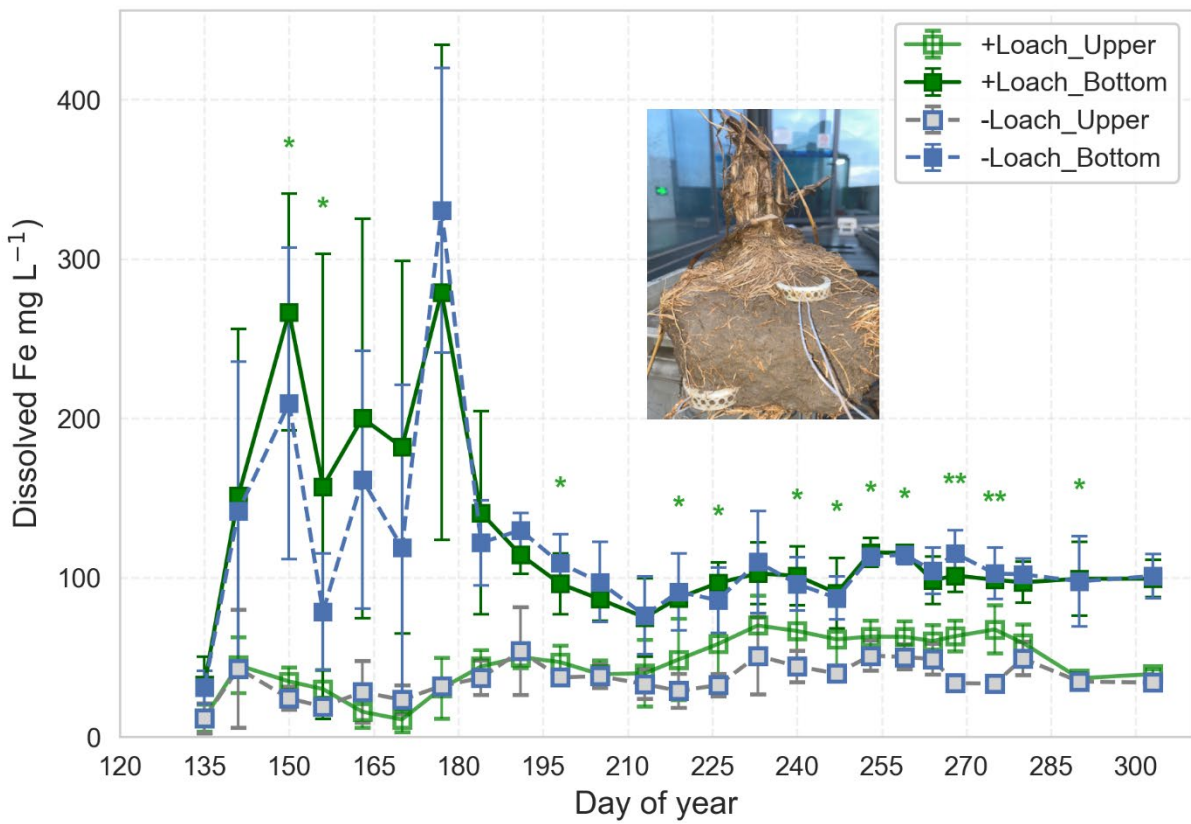 +Loach_Upper
+Loach_Bottom
-Loach_Upper
-Loach_Bottom
*
*
*
*
*
*
*
*
*
**
**
*
400
300
200
100
0
Dissolved Fe mg L⁻¹
120 135 150 165 180 195 210 225 240 255 270 285 300
Day of year